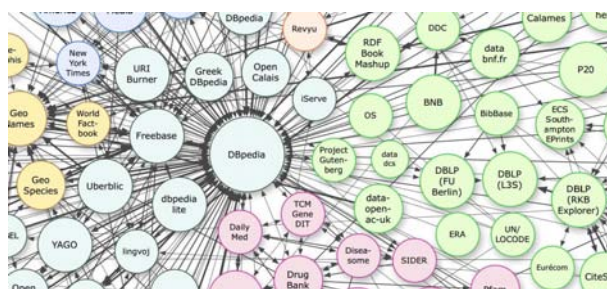 DBpedia
Revyu
DDC
Calames
New
York
Times
URI
Burner
Greek
DBpedia
Open
Calais
RDF
Book
Mashup
data
bnf.fr
P20
iServe
BNB
Geo
Names
World
Fact-
book
Freebase
OS
BibBase
ECS
South-
ampton
EPrints
DBpedia
Project
Guten-
berg
data
dcs
DBLP
(FU
Berlin)
DBLP
(L3S)
Geo
Species
Uberblic
dbpedia
lite
data-
open-
ac-uk
DBLP
(RKB
Explorer)
TCM
Gene
DIT
Daily
Med
YAGO
lingvoj
Disea-
some
SIDER
ERA
UN/
LOCODE
Drug
Bank
Eurécom
CiteS
Open